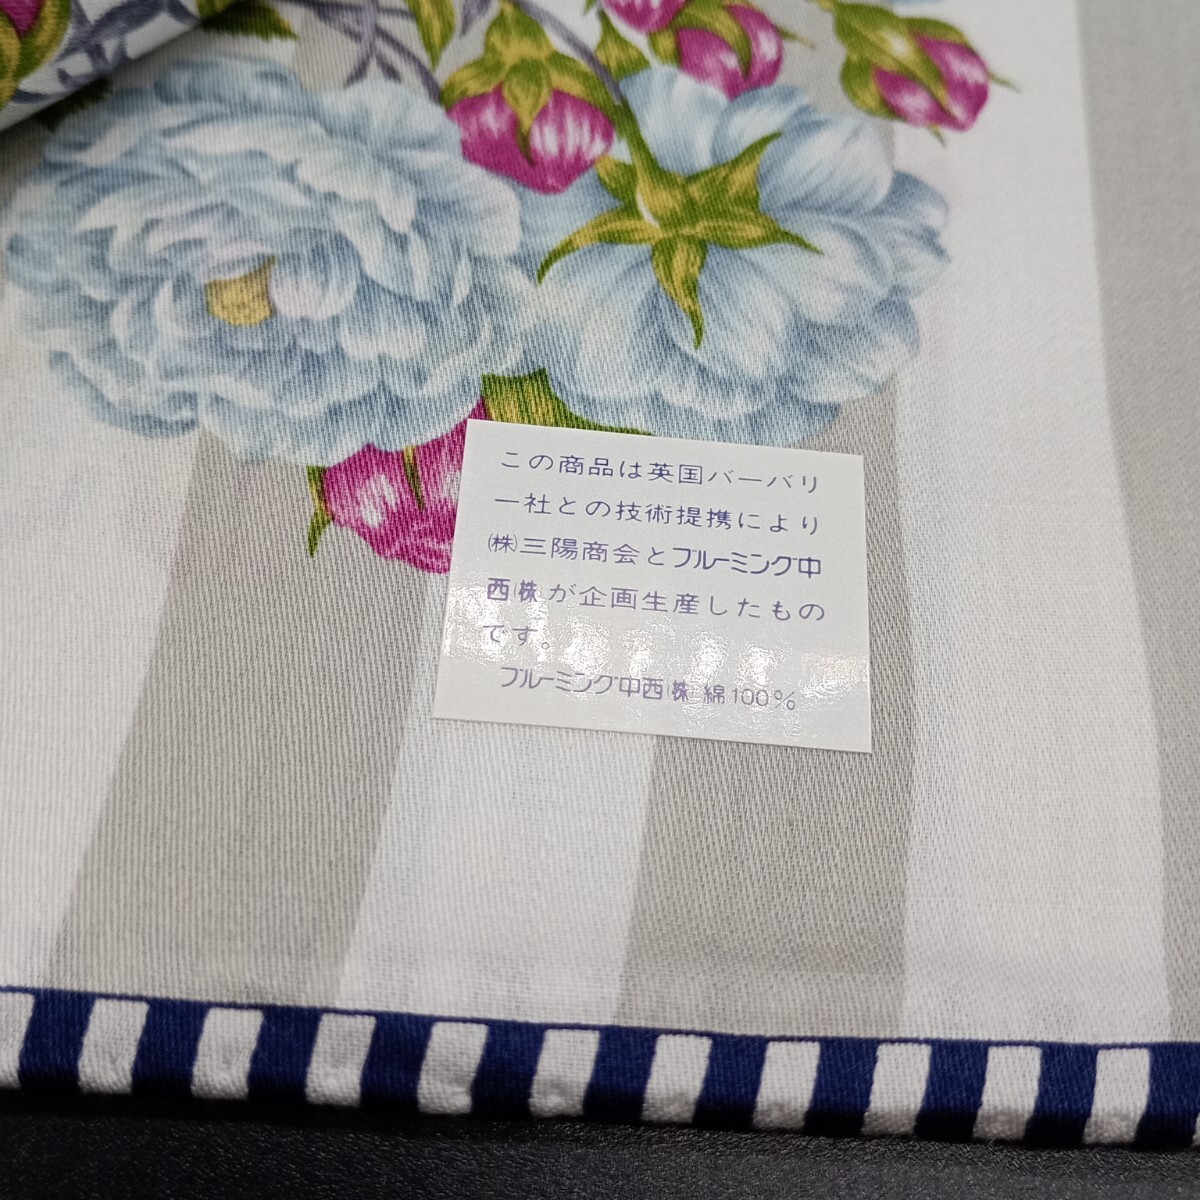 この商品は英国バーバリ
ー社との技術提携により
㈱三陽商会とブルーミング中
西㈱が企画生産したもの
です。
ブルーミング中西㈱ 綿100%